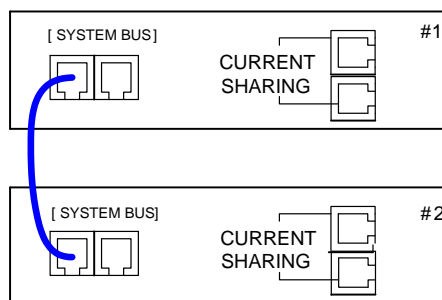 [ SYSTEM BUS]
#1
CURRENT
SHARING
[ SYSTEM BUS]
#2
CURRENT
SHARING